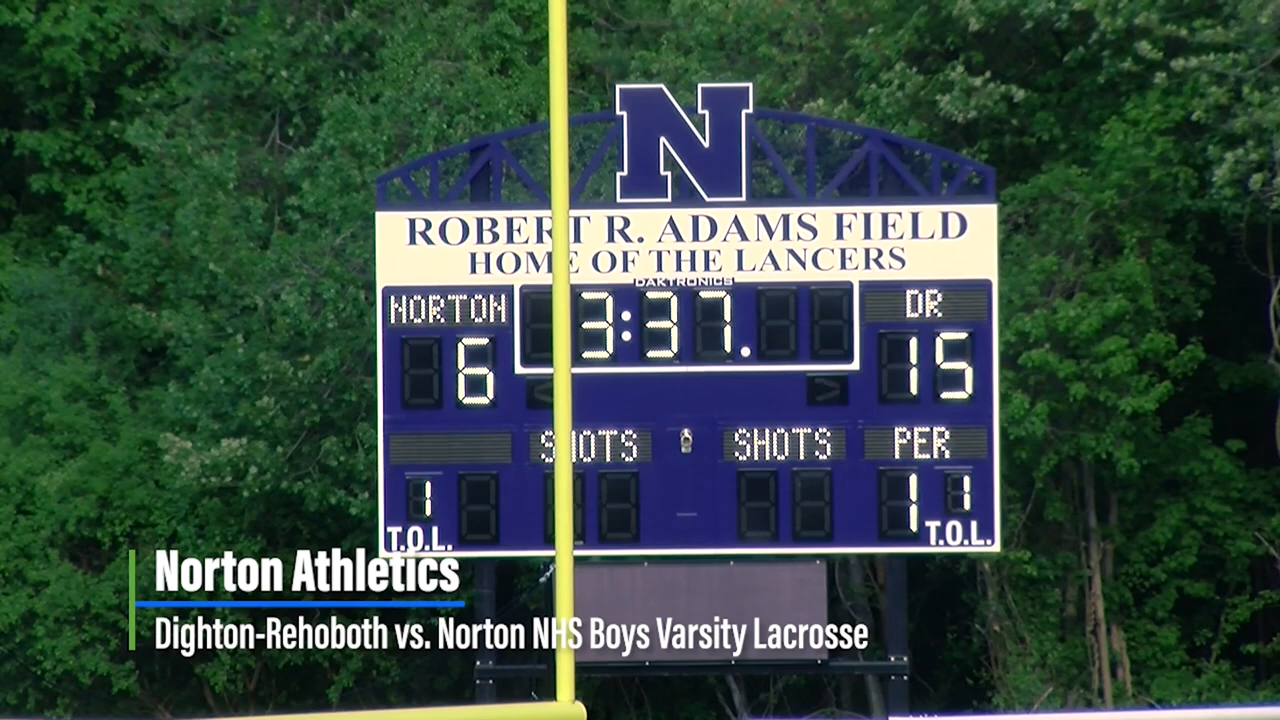 N
ROBERT R. ADAMS FIELD
HOME OF THE LANCERS
DAKTRONICS
NORTON 3:37. DR
6 15
SHOTS SHOTS PER
1 1 1
T.O.L. T.O.L.
Norton Athletics
Dighton-Rehoboth vs. Norton NHS Boys Varsity Lacrosse